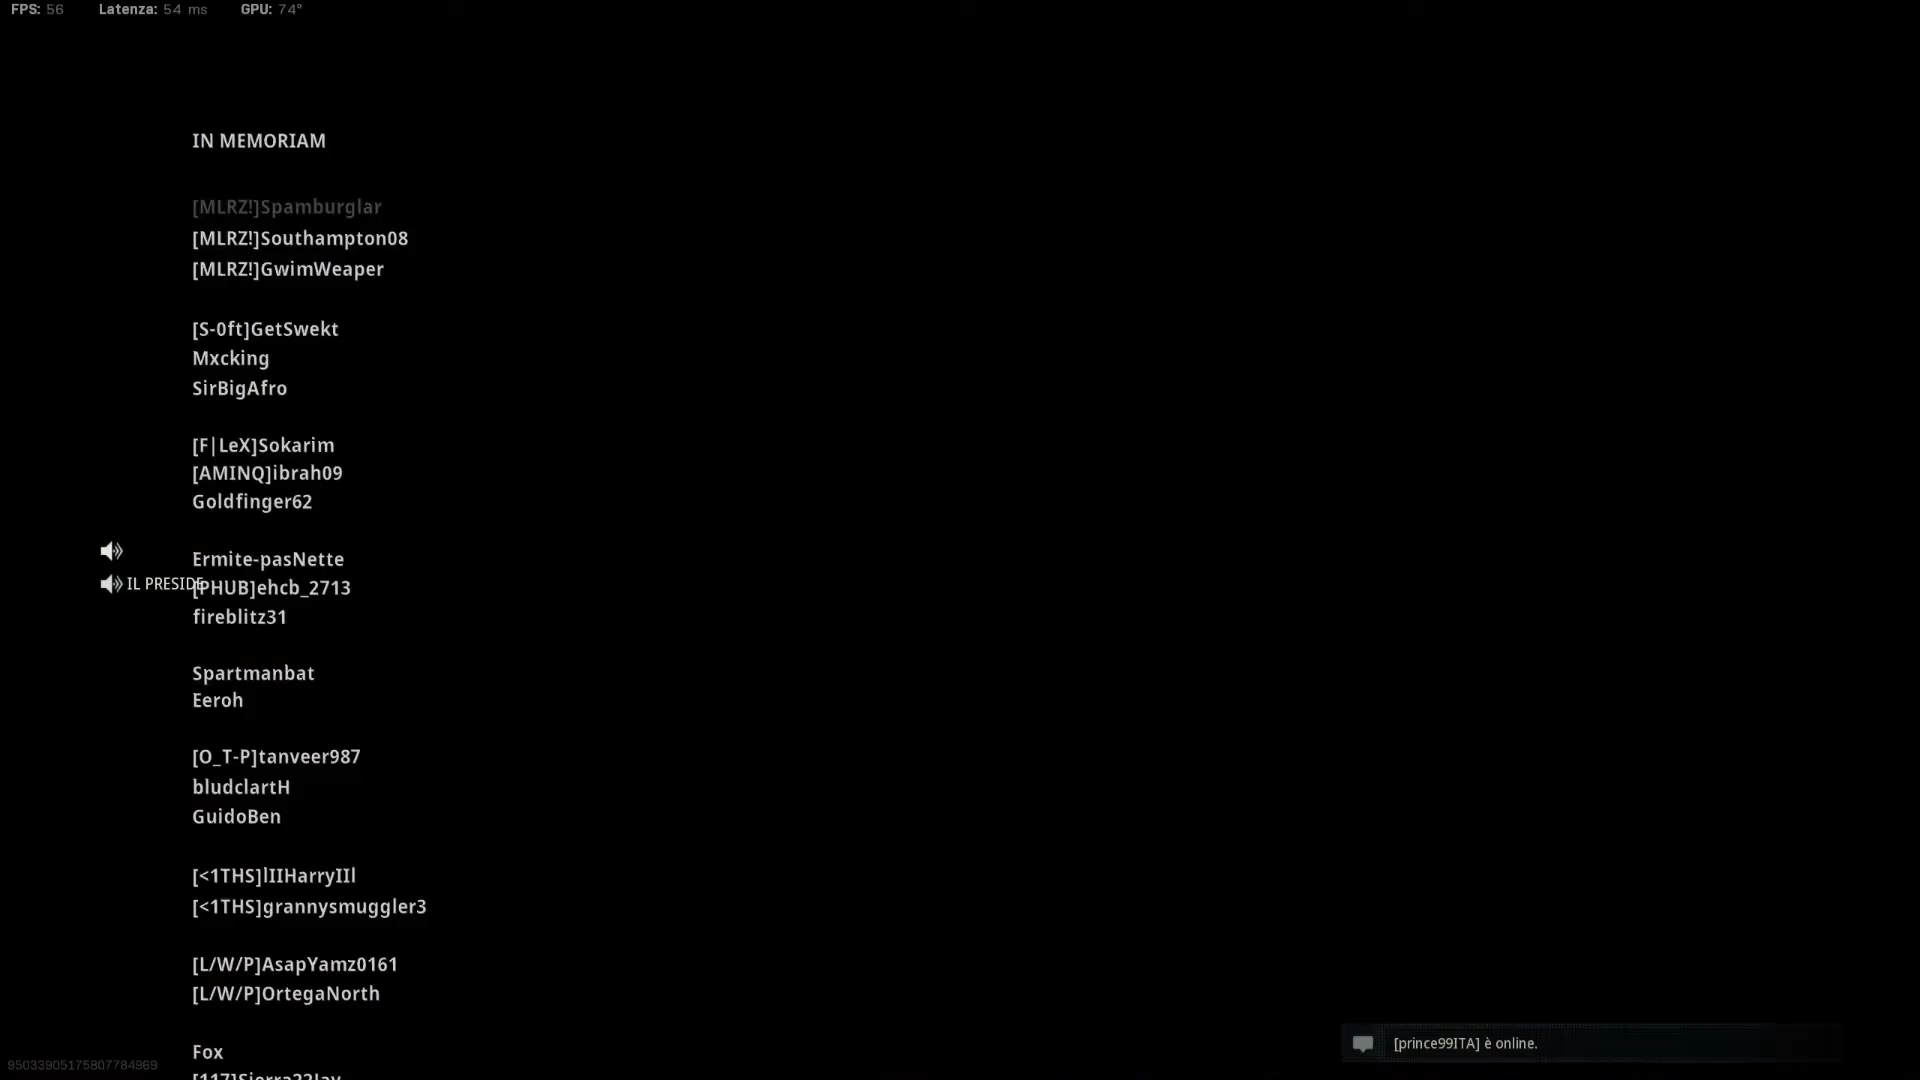 FPS: 56 Latenza: 54 ms GPU: 74°
IN MEMORIAM
[MLRZ!]Spamburglar
[MLRZ!]Southampton08
[MLRZ!]GwimWeaper
[S-0ft]GetSwekt
Mxcking
SirBigAfro
[F|LeX]Sokarim
[AMINQ]ibrah09
Goldfinger62
Ermite-pasNette
IL PRESIDE
[PHUB]ehcb_2713
fireblitz31
Spartmanbat
Eeroh
[O_T-P]tanveer987
bludclartH
GuidoBen
[<1THS]lIIHarryIIl
[<1THS]grannysmuggler3
[L/W/P]AsapYamz0161
[L/W/P]OrtegaNorth
[prince99ITA] è online.
Fox
95033905175807784969